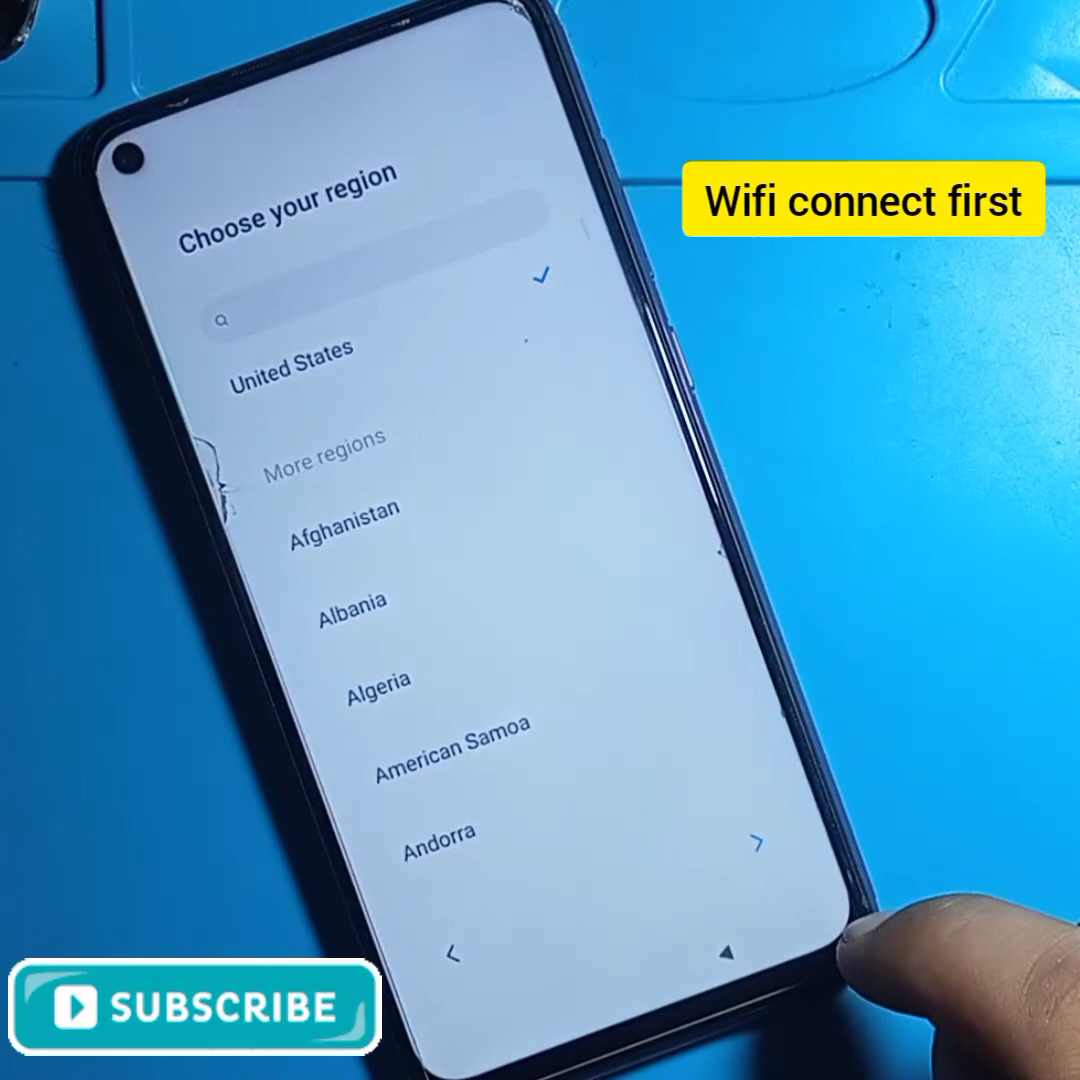 Choose your region
Wifi connect first
United States
More regions
Afghanistan
Albania
Algeria
American Samoa
Andorra
SUBSCRIBE